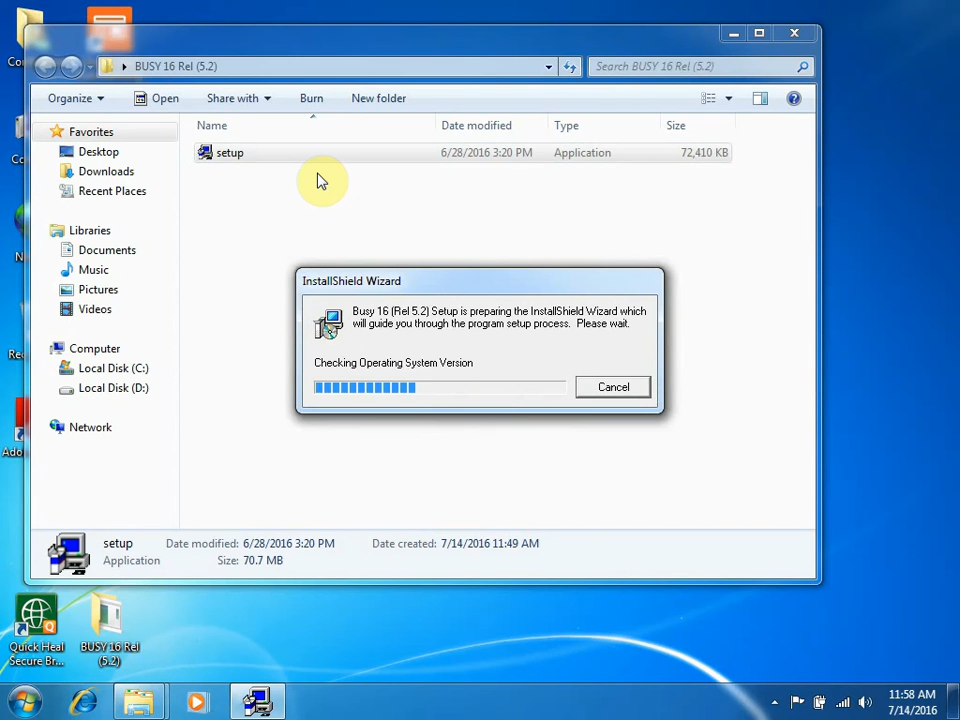 BUSY 16 Rel (5.2)
Search BUSY 16 Rel (5.2)
Organize
Open
Share with
Burn
New folder
Name
Date modified
Type
Size
Favorites
Desktop
Downloads
Recent Places
Libraries
Documents
Music
Pictures
Videos
Computer
Local Disk (C:)
Local Disk (D:)
Network
setup
6/28/2016 3:20 PM
Application
72,410 KB
InstallShield Wizard
Busy 16 (Rel 5.2) Setup is preparing the InstallShield Wizard which
will guide you through the program setup process. Please wait.
Checking Operating System Version
Cancel
setup
Date modified: 6/28/2016 3:20 PM
Date created: 7/14/2016 11:49 AM
Application
Size: 70.7 MB
Quick Heal
Secure Br...
BUSY 16 Rel
(5.2)
11:58 AM
7/14/2016